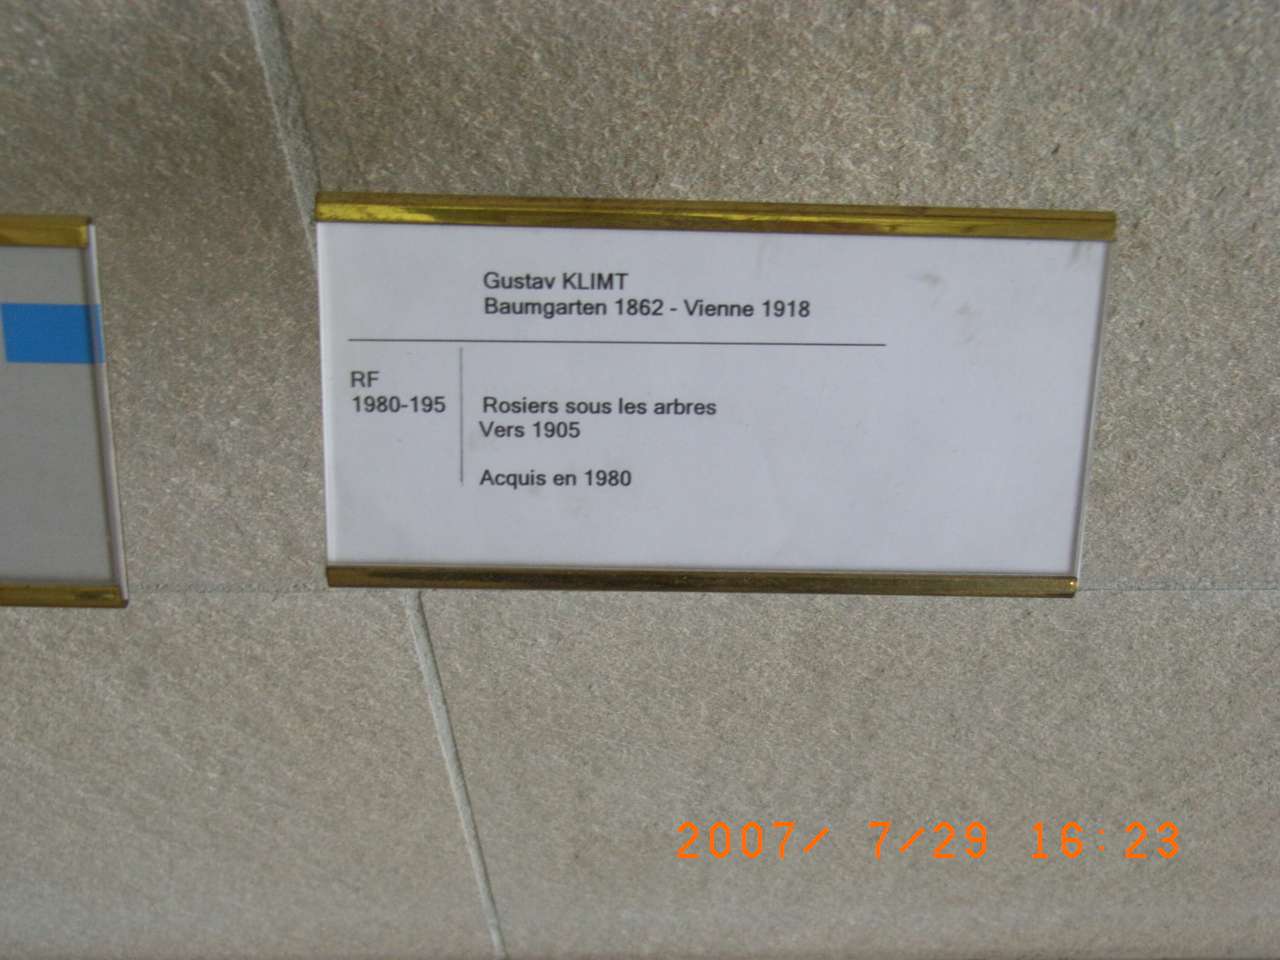 Gustav KLIMT
Baumgarten 1862 - Vienne 1918
RF
1980-195
Rosiers sous les arbres
Vers 1905
Acquis en 1980
2007/ 7/29 16:23